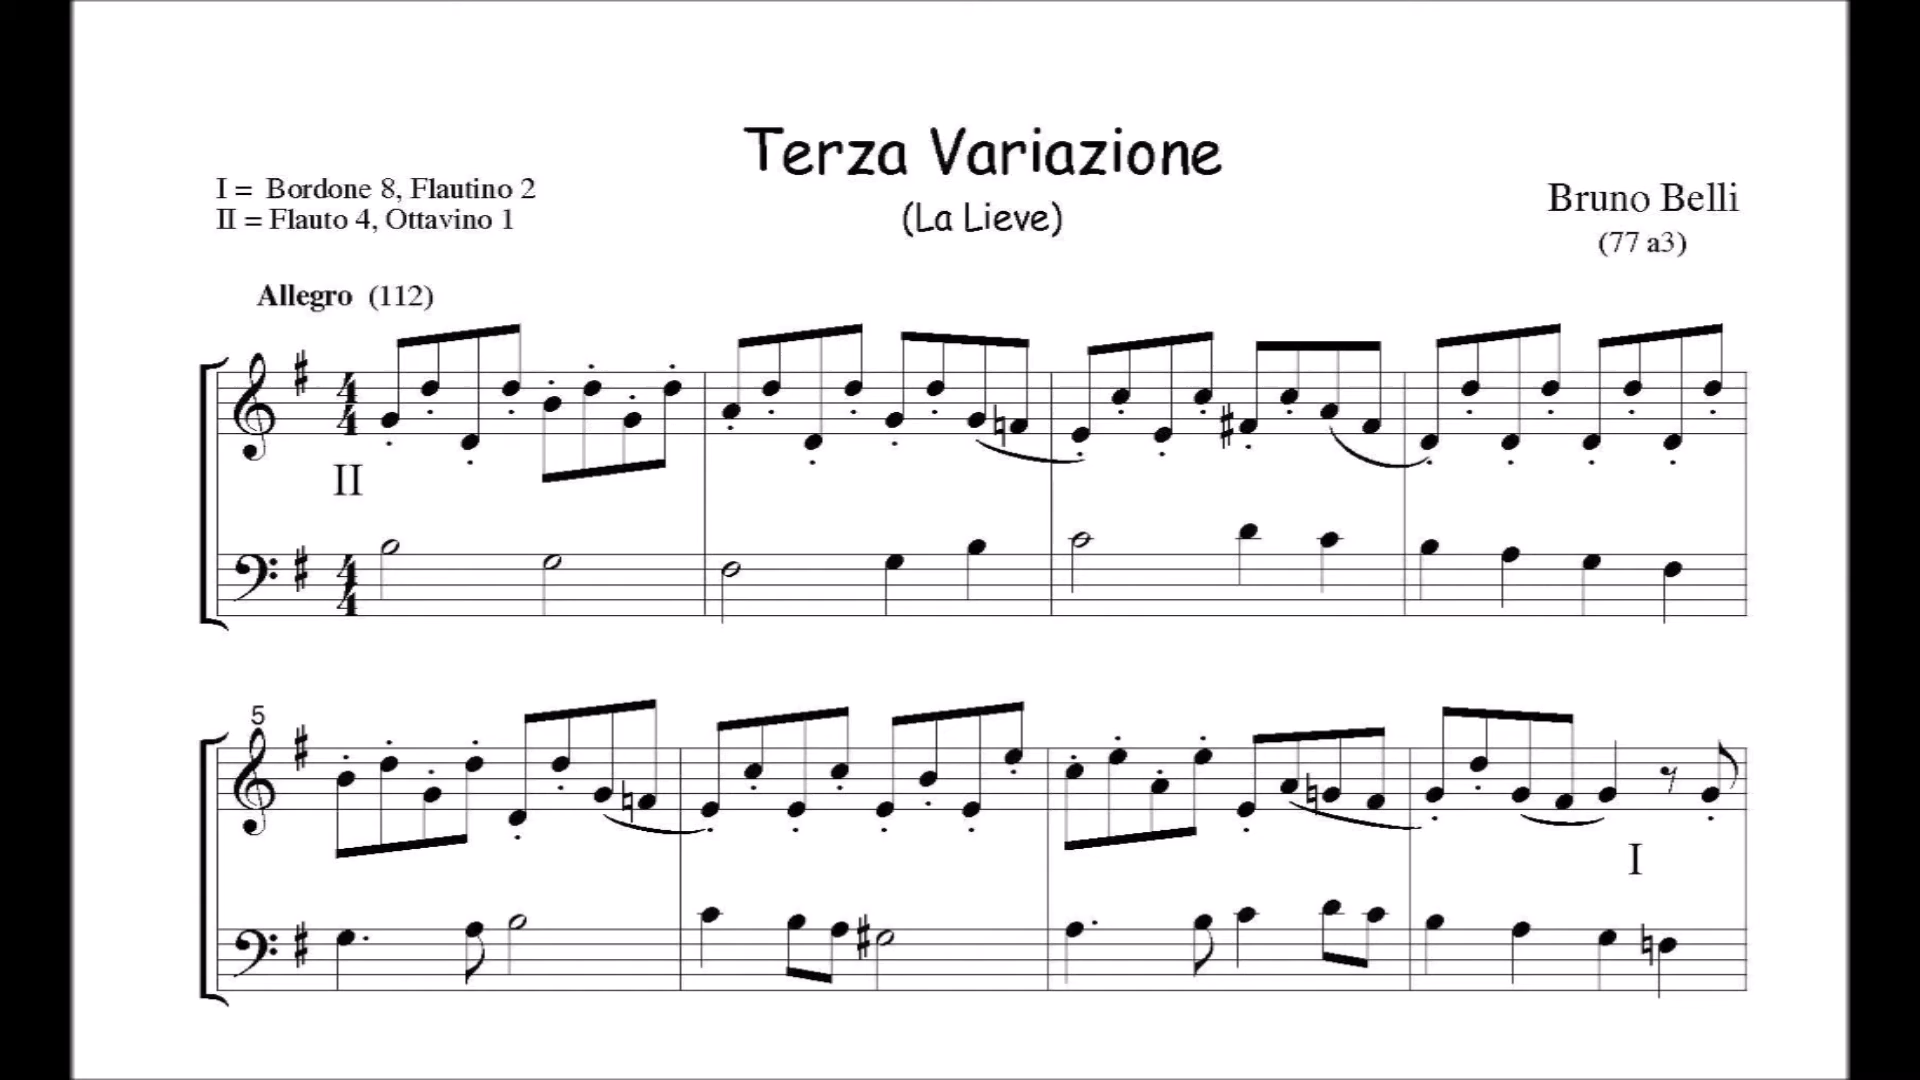 Terza Variazione
(La Lieve)
I = Bordone 8, Flautino 2
II = Flauto 4, Ottavino 1
Bruno Belli
(77 a3)
Allegro (112)
II
5
I